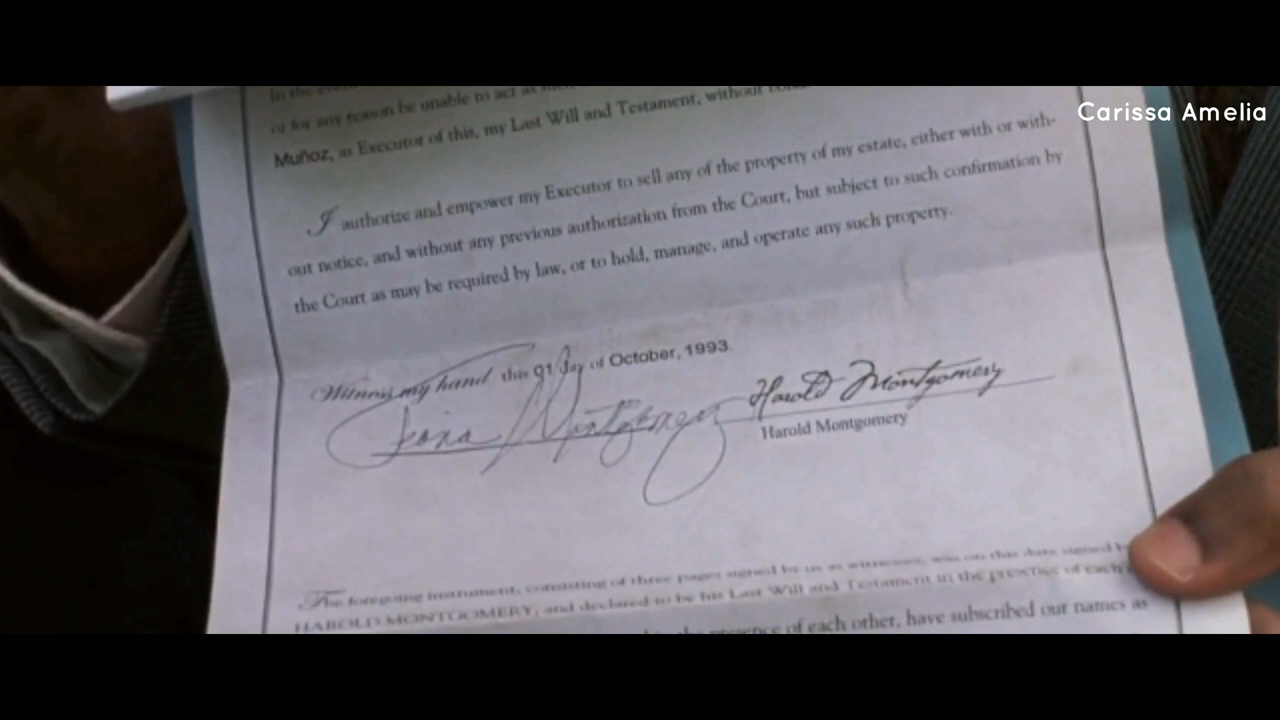 Carissa Amelia
In the event
or for any reason be unable to act as such
Muñoz, as Executor of this, my Last Will and Testament, without
I authorize and empower my Executor to sell any of the property of my estate, either with or with-
out notice, and without any previous authorization from the Court, but subject to such confirmation by
the Court as may be required by law, or to hold, manage, and operate any such property.
Witness my hand this 01 day of October, 1993.
Montgomery Harold Montgomery
Harold Montgomery
The foregoing instrument, consisting of three pages signed by us as witnesses, was on this date signed by
HAROLD MONTGOMERY, and declared to be his Last Will and Testament in the presence of each
presence of each other, have subscribed our names as